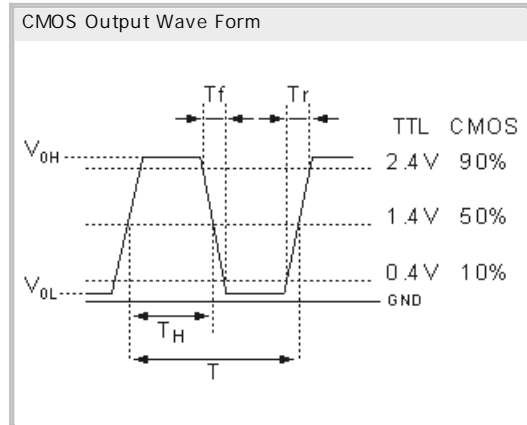 CMOS Output Wave Form
Tf Tr
TTL CMOS
V0H 2.4V 90%
1.4V 50%
0.4V 10%
V0L GND
TH
T